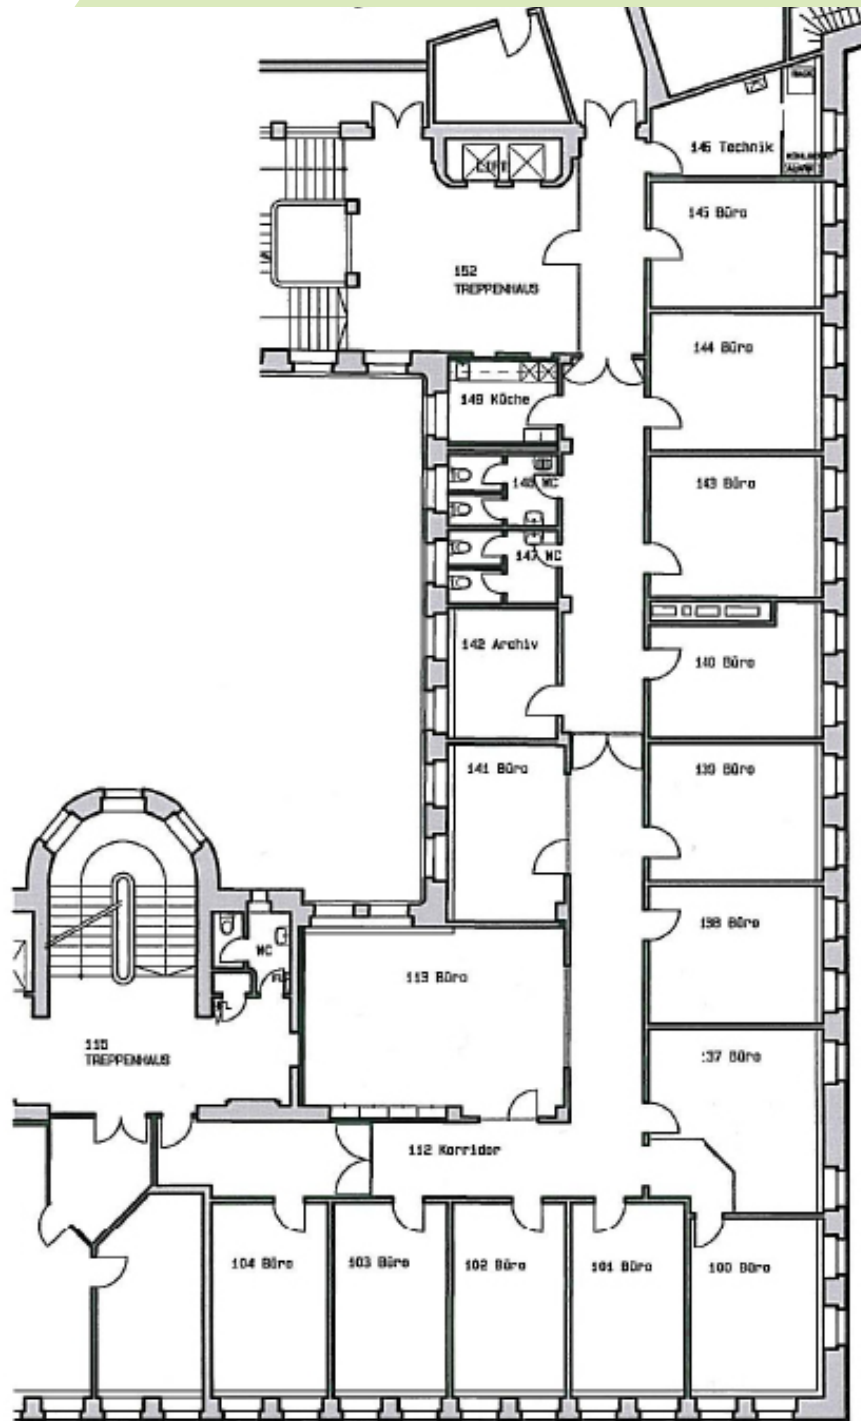 LIFT
146 Technik
145 Büro
152
TREPPENHAUS
144 Büro
149 Küche
143 Büro
148 WC
147 WC
142 Archiv
140 Büro
141 Büro
139 Büro
138 Büro
WC
113 Büro
115
TREPPENHAUS
137 Büro
112 Korridor
104 Büro
103 Büro
102 Büro
101 Büro
100 Büro